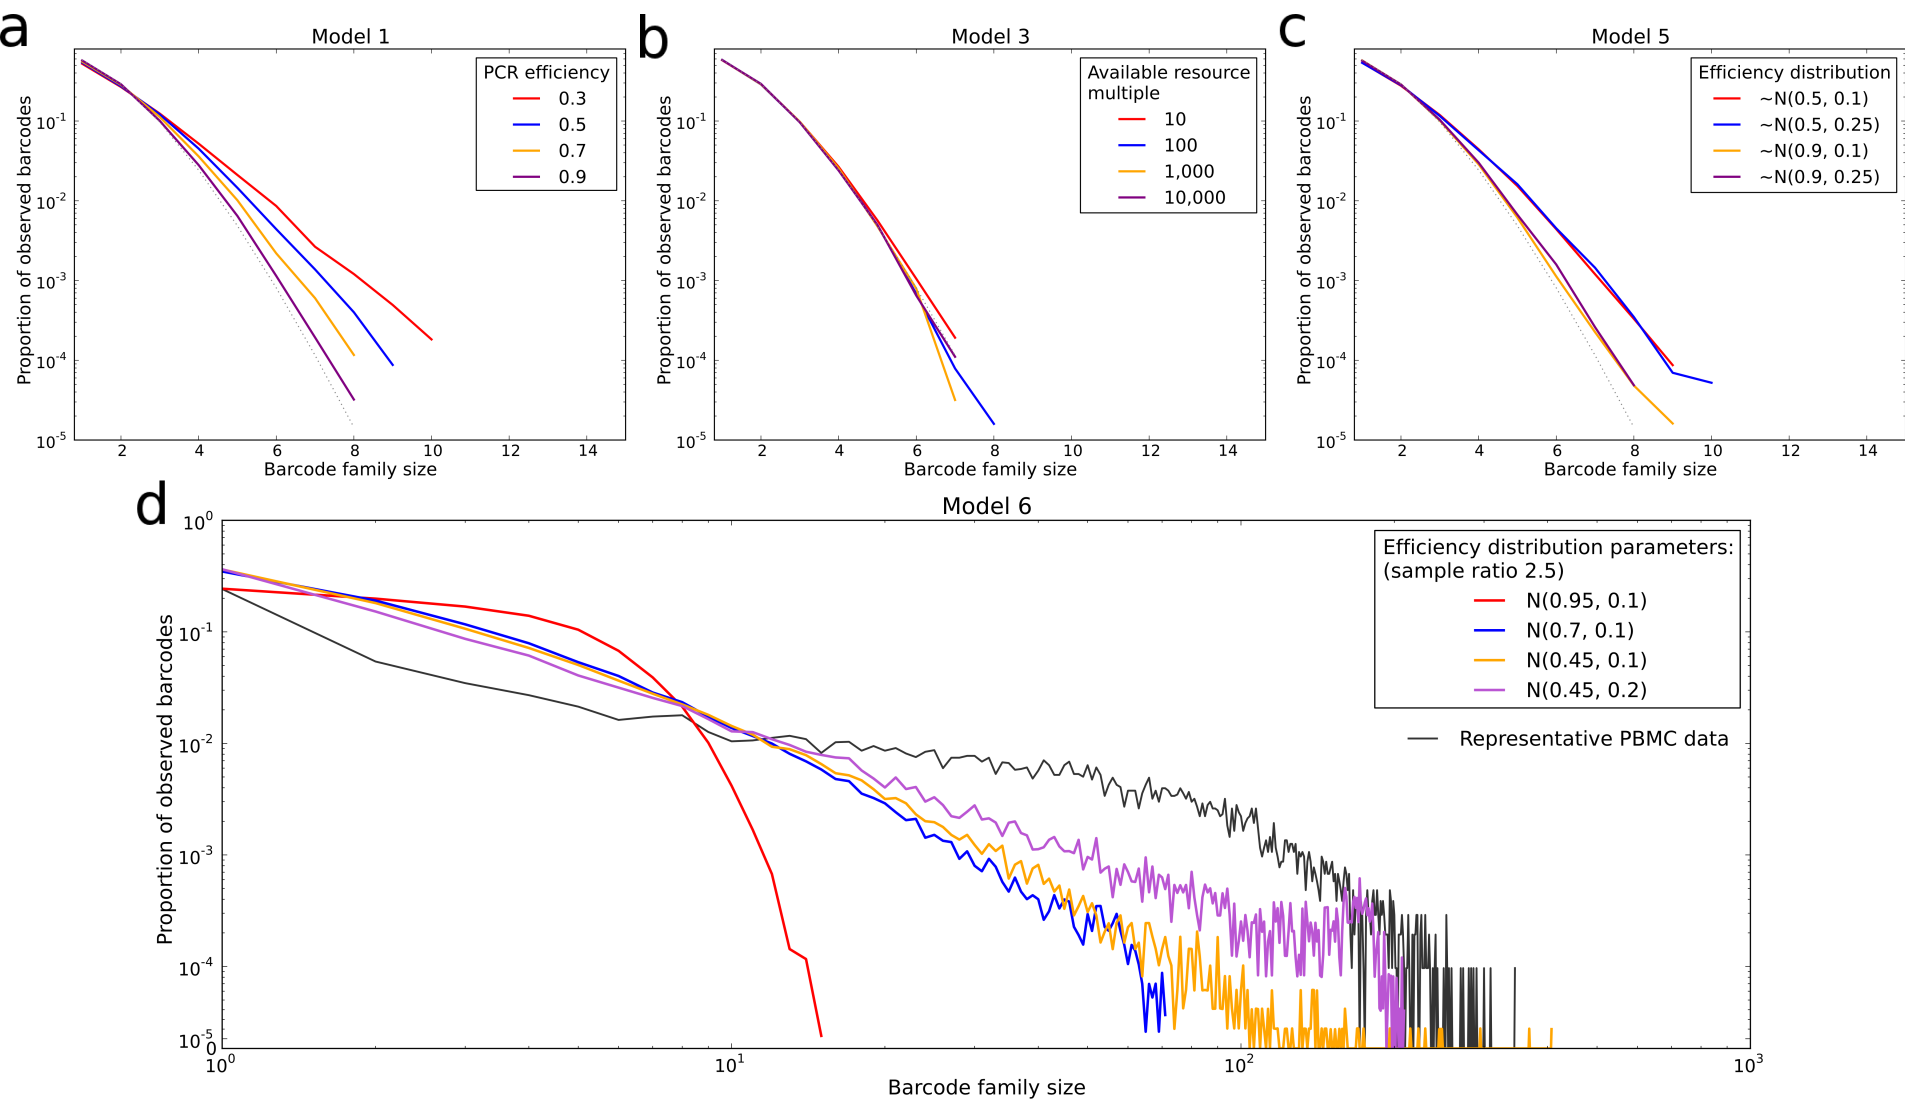 a
Model 1
Proportion of observed barcodes
10^-1
10^-2
10^-3
10^-4
10^-5
2 4 6 8 10 12 14
Barcode family size
PCR efficiency
0.3
0.5
0.7
0.9
b
Model 3
Proportion of observed barcodes
10^-1
10^-2
10^-3
10^-4
10^-5
2 4 6 8 10 12 14
Barcode family size
Available resource
multiple
10
100
1,000
10,000
c
Model 5
Proportion of observed barcodes
10^-1
10^-2
10^-3
10^-4
10^-5
2 4 6 8 10 12 14
Barcode family size
Efficiency distribution
~N(0.5, 0.1)
~N(0.5, 0.25)
~N(0.9, 0.1)
~N(0.9, 0.25)
d
Model 6
Proportion of observed barcodes
10^0
10^-1
10^-2
10^-3
10^-4
10^-5
0
10^0 10^1 10^2 10^3
Barcode family size
Efficiency distribution parameters:
(sample ratio 2.5)
N(0.95, 0.1)
N(0.7, 0.1)
N(0.45, 0.1)
N(0.45, 0.2)
Representative PBMC data